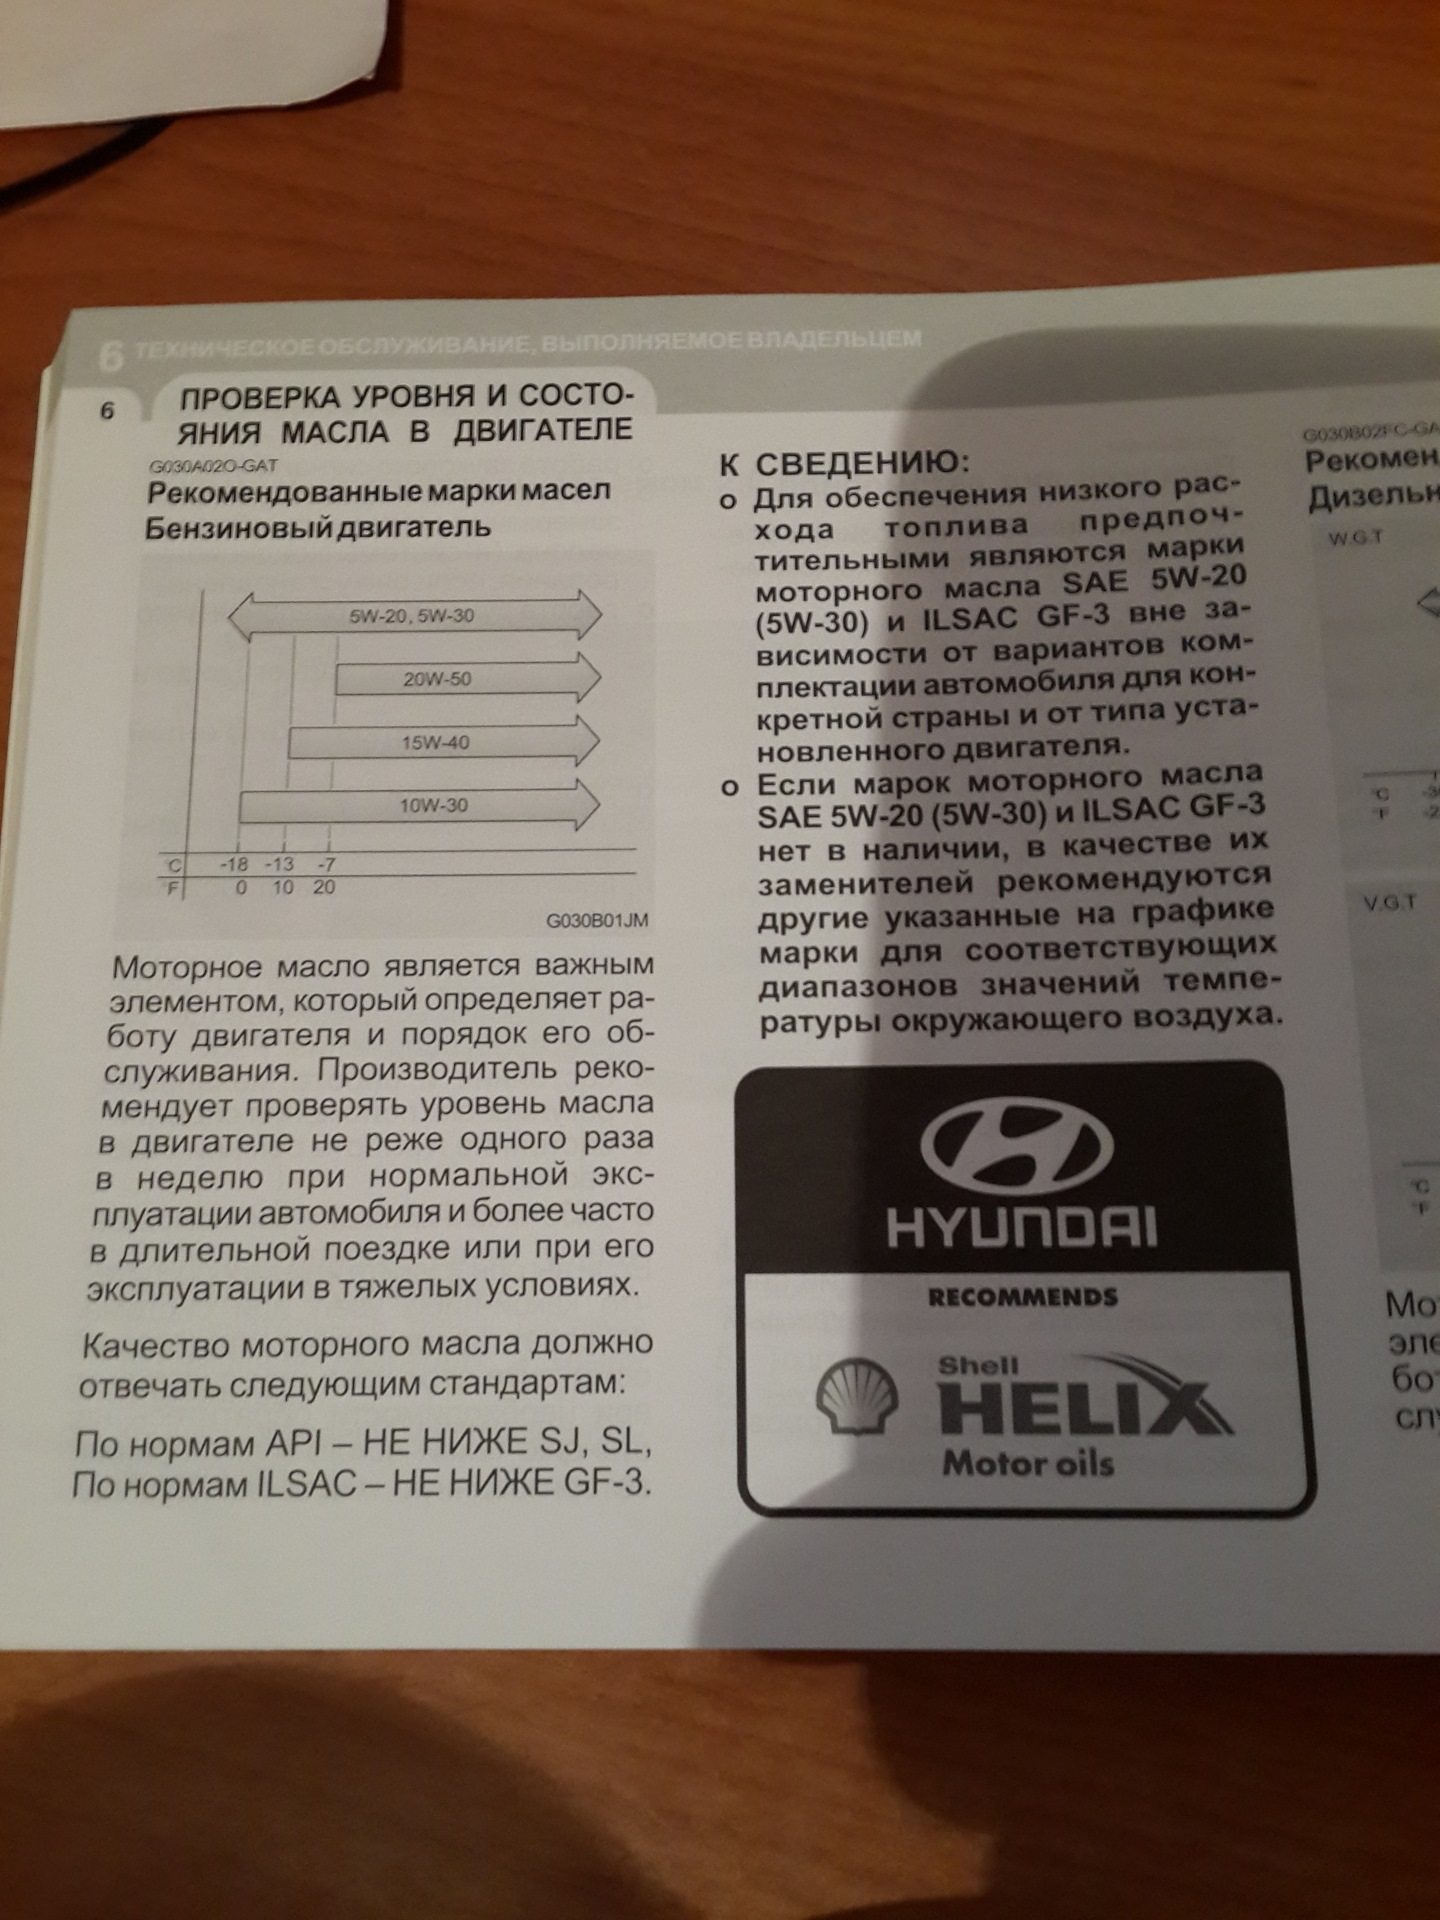 6 ТЕХНИЧЕСКОЕ ОБСЛУЖИВАНИЕ, ВЫПОЛНЯЕМОЕ ВЛАДЕЛЬЦЕМ
6
ПРОВЕРКА УРОВНЯ И СОСТО-
ЯНИЯ МАСЛА В ДВИГАТЕЛЕ
G030A02O-GAT
Рекомендованные марки масел
Бензиновый двигатель
5W-20, 5W-30
20W-50
15W-40
10W-30
°C -18 -13 -7
°F 0 10 20
G030B01JM
Моторное масло является важным
элементом, который определяет ра-
боту двигателя и порядок его об-
служивания. Производитель реко-
мендует проверять уровень масла
в двигателе не реже одного раза
в неделю при нормальной экс-
плуатации автомобиля и более часто
в длительной поездке или при его
эксплуатации в тяжелых условиях.
Качество моторного масла должно
отвечать следующим стандартам:
По нормам API – НЕ НИЖЕ SJ, SL,
По нормам ILSAC – НЕ НИЖЕ GF-3.
К СВЕДЕНИЮ:
о Для обеспечения низкого рас-
хода топлива предпоч-
тительными являются марки
моторного масла SAE 5W-20
(5W-30) и ILSAC GF-3 вне за-
висимости от вариантов ком-
плектации автомобиля для кон-
кретной страны и от типа уста-
новленного двигателя.
о Если марок моторного масла
SAE 5W-20 (5W-30) и ILSAC GF-3
нет в наличии, в качестве их
заменителей рекомендуются
другие указанные на графике
марки для соответствующих
диапазонов значений темпе-
ратуры окружающего воздуха.
HYUNDAI
RECOMMENDS
Shell
HELIX
Motor oils
G030B02FC-GA
Рекомен
Дизельн
W.G.T
°C
°F
V.G.T
°C
°F
Мот
эле
бот
слу